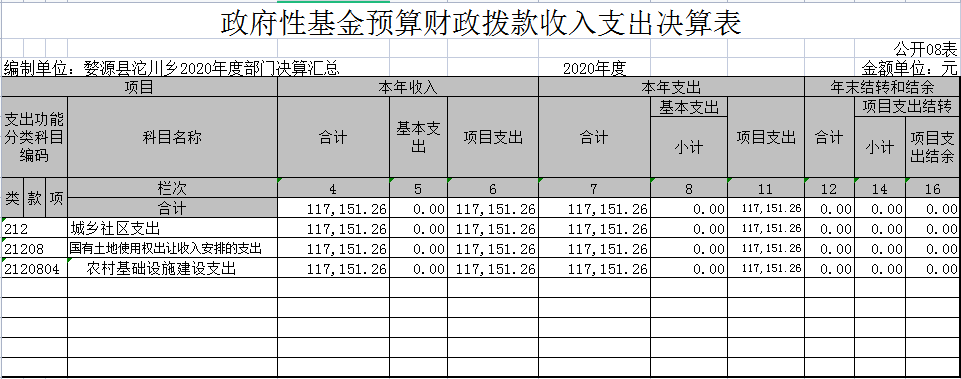 政府性基金预算财政拨款收入支出决算表
公开08表
编制单位：婺源县沱川乡2020年度部门决算汇总 2020年度 金额单位：元
项目 本年收入 本年支出 年末结转和结余
支出功能分类科目编码 科目名称 合计 基本支出 项目支出 合计 基本支出 小计 项目支出 合计 项目支出结转 小计 项目支出结余
类 款 项 栏次 4 5 6 7 8 11 12 14 16
合计 117,151.26 0.00 117,151.26 117,151.26 0.00 117,151.26 0.00 0.00 0.00
212 城乡社区支出 117,151.26 0.00 117,151.26 117,151.26 0.00 117,151.26 0.00 0.00 0.00
21208 国有土地使用权出让收入安排的支出 117,151.26 0.00 117,151.26 117,151.26 0.00 117,151.26 0.00 0.00 0.00
2120804 农村基础设施建设支出 117,151.26 0.00 117,151.26 117,151.26 0.00 117,151.26 0.00 0.00 0.00